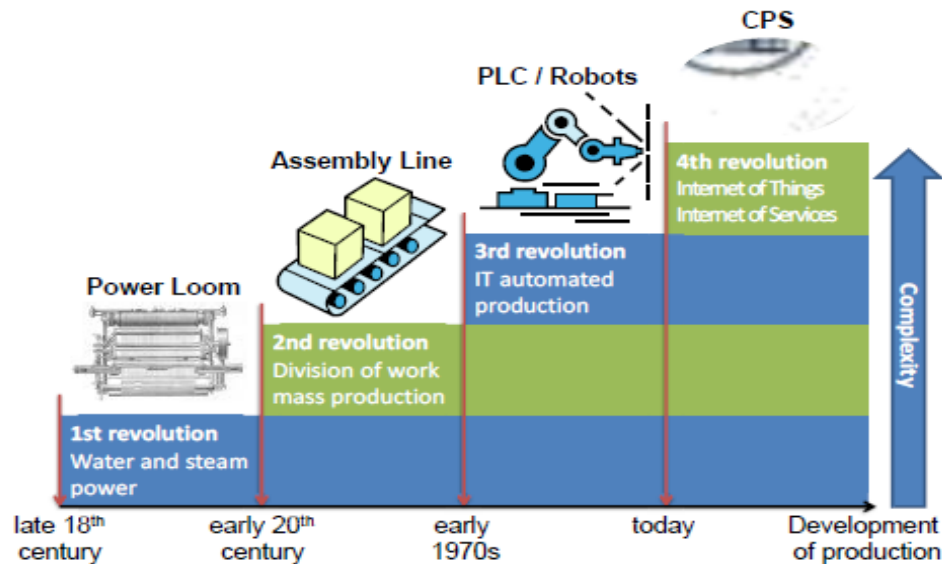 CPS
PLC / Robots
Assembly Line
Power Loom
4th revolution
Internet of Things
Internet of Services
3rd revolution
IT automated
production
2nd revolution
Division of work
mass production
1st revolution
Water and steam
power
Complexity
late 18th
century
early 20th
century
early
1970s
today
Development
of production